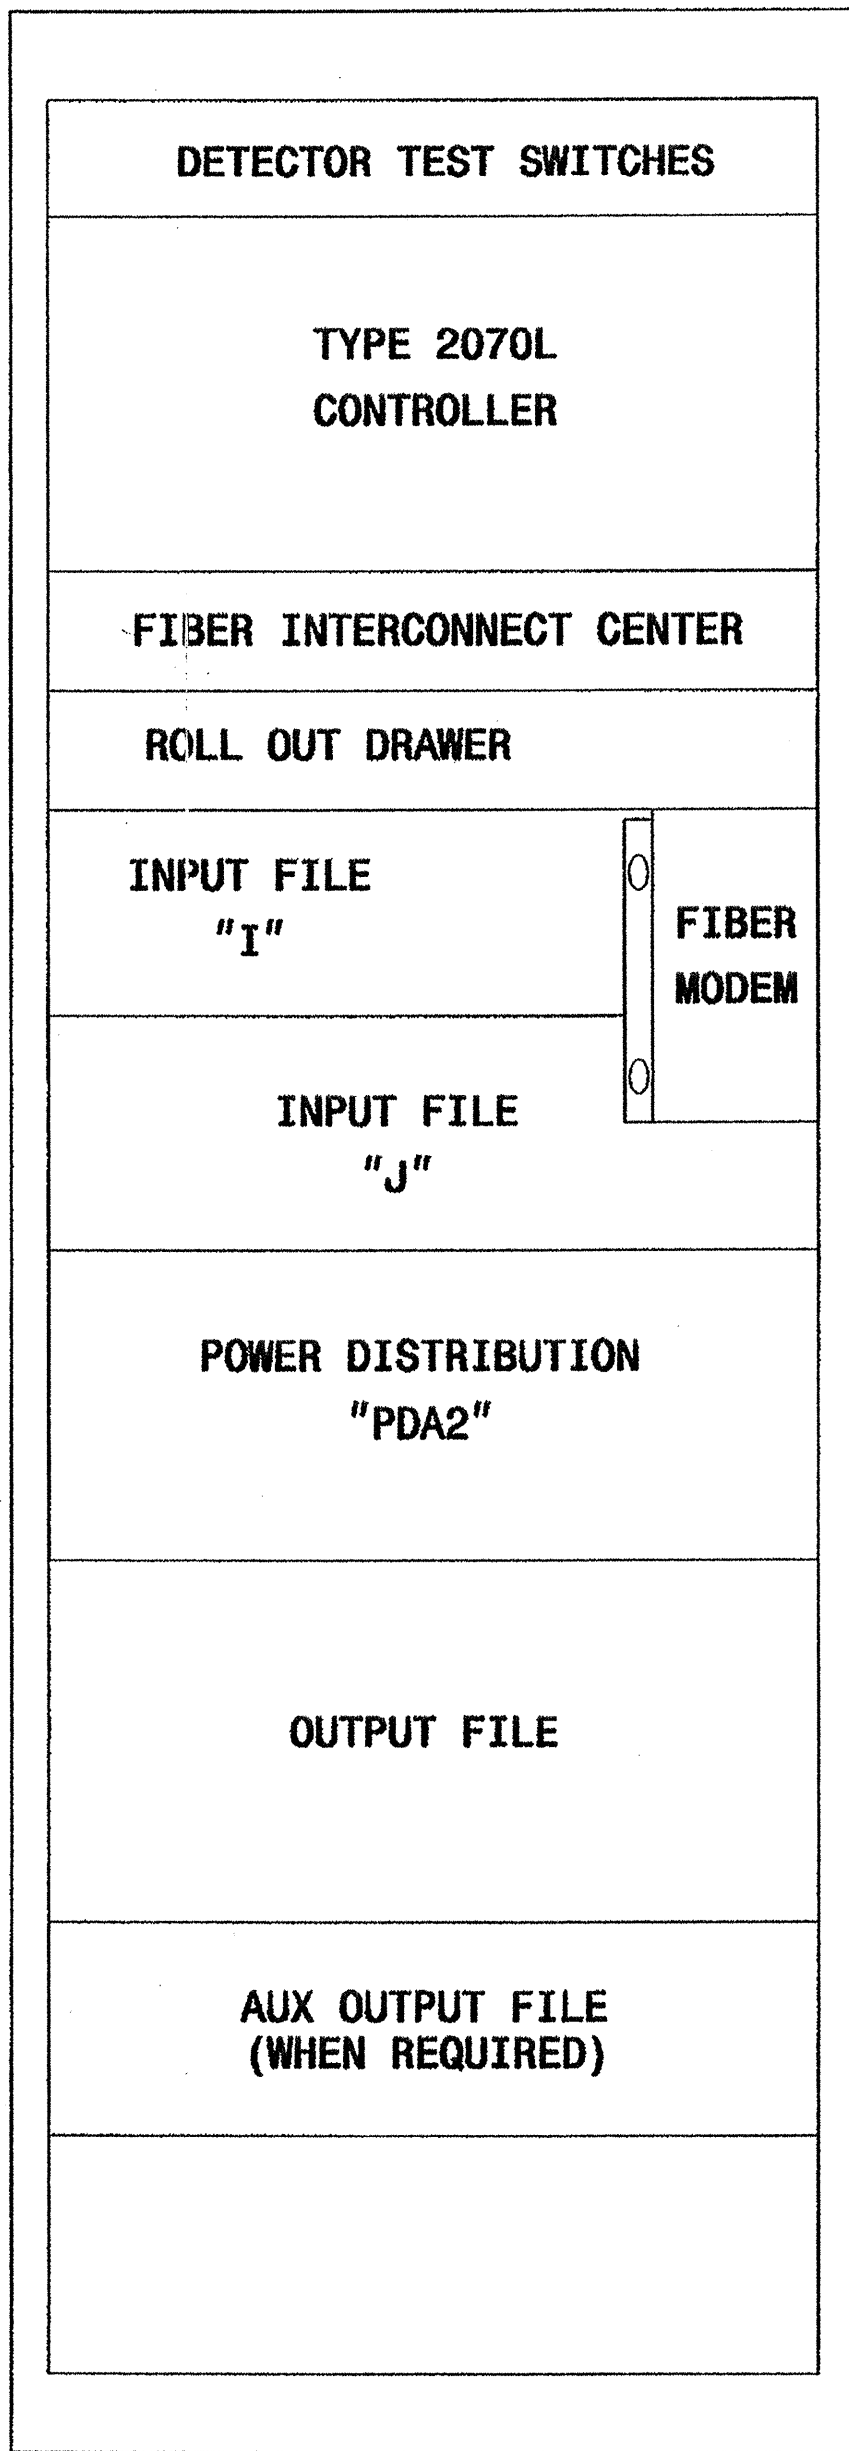 DETECTOR TEST SWITCHES
TYPE 2070L
CONTROLLER
FIBER INTERCONNECT CENTER
ROLL OUT DRAWER
INPUT FILE
"I"
FIBER
MODEM
INPUT FILE
"J"
POWER DISTRIBUTION
"PDA2"
OUTPUT FILE
AUX OUTPUT FILE
(WHEN REQUIRED)